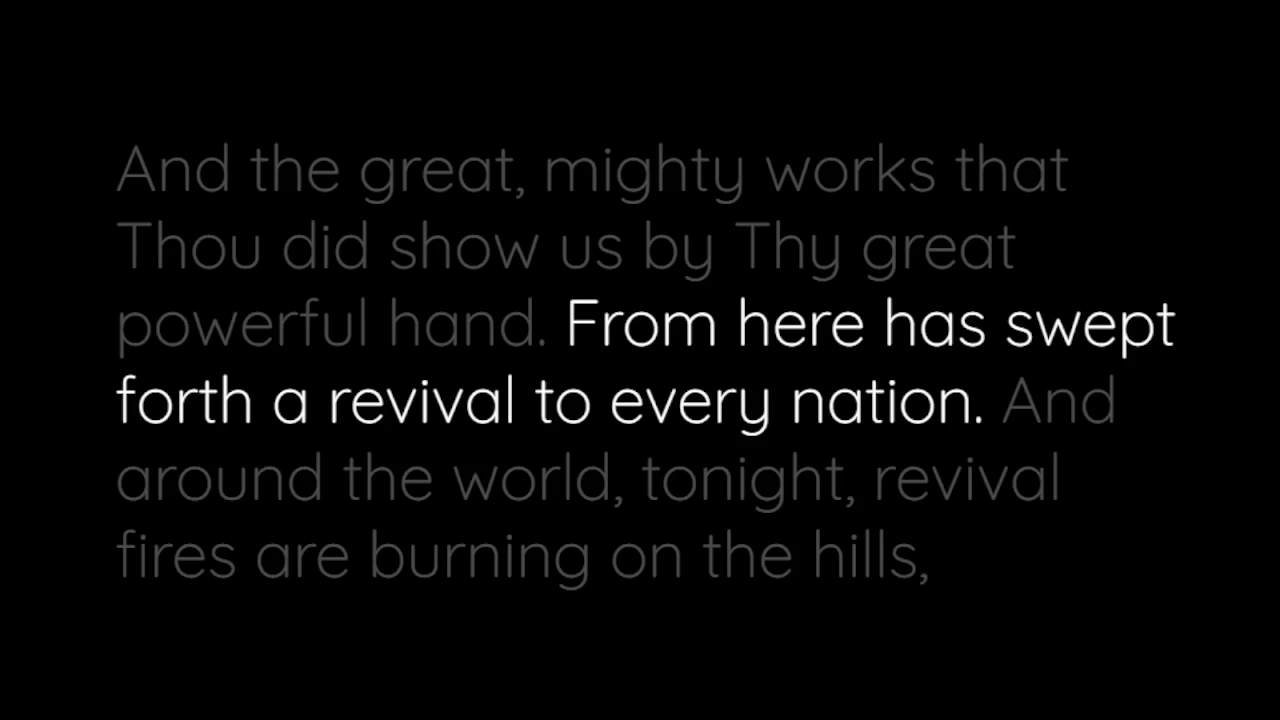 And the great, mighty works that
Thou did show us by Thy great
powerful hand. From here has swept
forth a revival to every nation. And
around the world, tonight, revival
fires are burning on the hills,